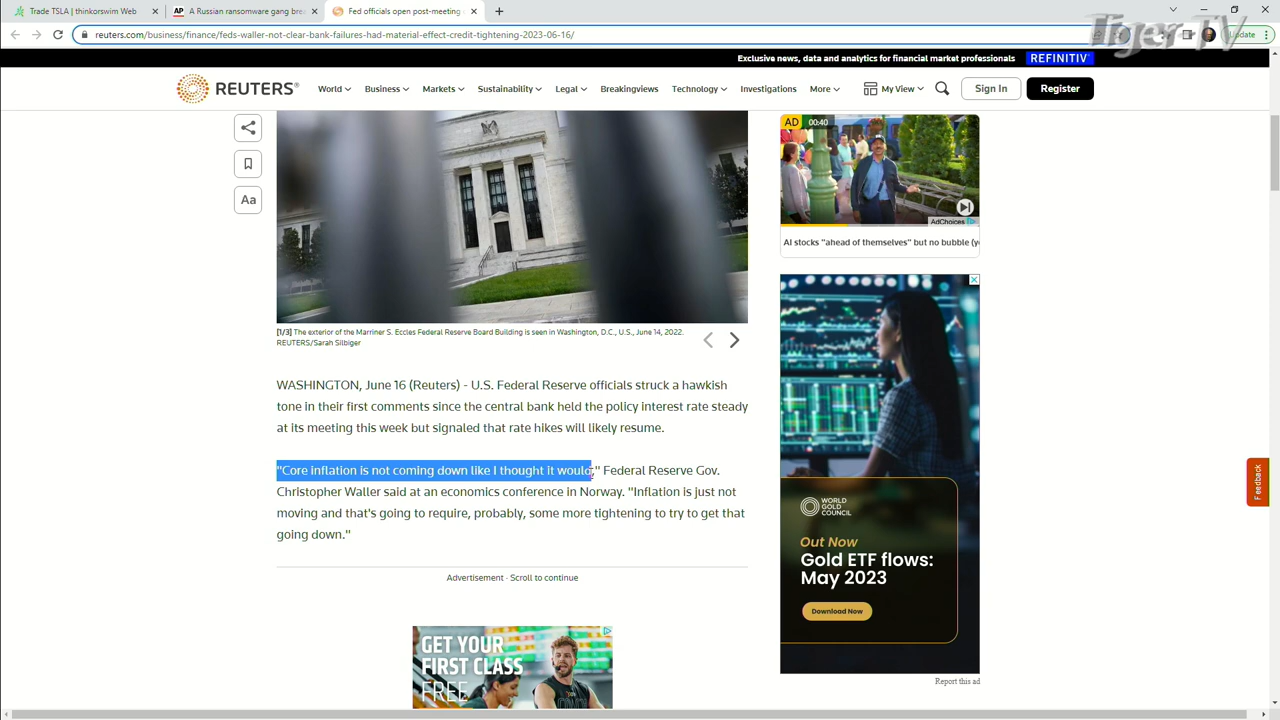 Trade TSLA | thinkorswim Web
AP A Russian ransomware gang brea
Fed officials open post-meeting
reuters.com/business/finance/feds-waller-not-clear-bank-failures-had-material-effect-credit-tightening-2023-06-16/
Update
Tiger TV
Exclusive news, data and analytics for financial market professionals REFINITIV
REUTERS®
World Business Markets Sustainability Legal Breakingviews Technology Investigations More
My View
Sign In
Register
Aa
AD 00:40
AdChoices
AI stocks "ahead of themselves" but no bubble (y
[1/3] The exterior of the Marriner S. Eccles Federal Reserve Board Building is seen in Washington, D.C., U.S., June 14, 2022.
REUTERS/Sarah Silbiger
WASHINGTON, June 16 (Reuters) - U.S. Federal Reserve officials struck a hawkish
tone in their first comments since the central bank held the policy interest rate steady
at its meeting this week but signaled that rate hikes will likely resume.
"Core inflation is not coming down like I thought it would," Federal Reserve Gov.
Christopher Waller said at an economics conference in Norway. "Inflation is just not
moving and that's going to require, probably, some more tightening to try to get that
going down."
Advertisement · Scroll to continue
GET YOUR
FIRST CLASS
FREE
WORLD
GOLD
COUNCIL
Out Now
Gold ETF flows:
May 2023
Download Now
Report this ad
Feedback